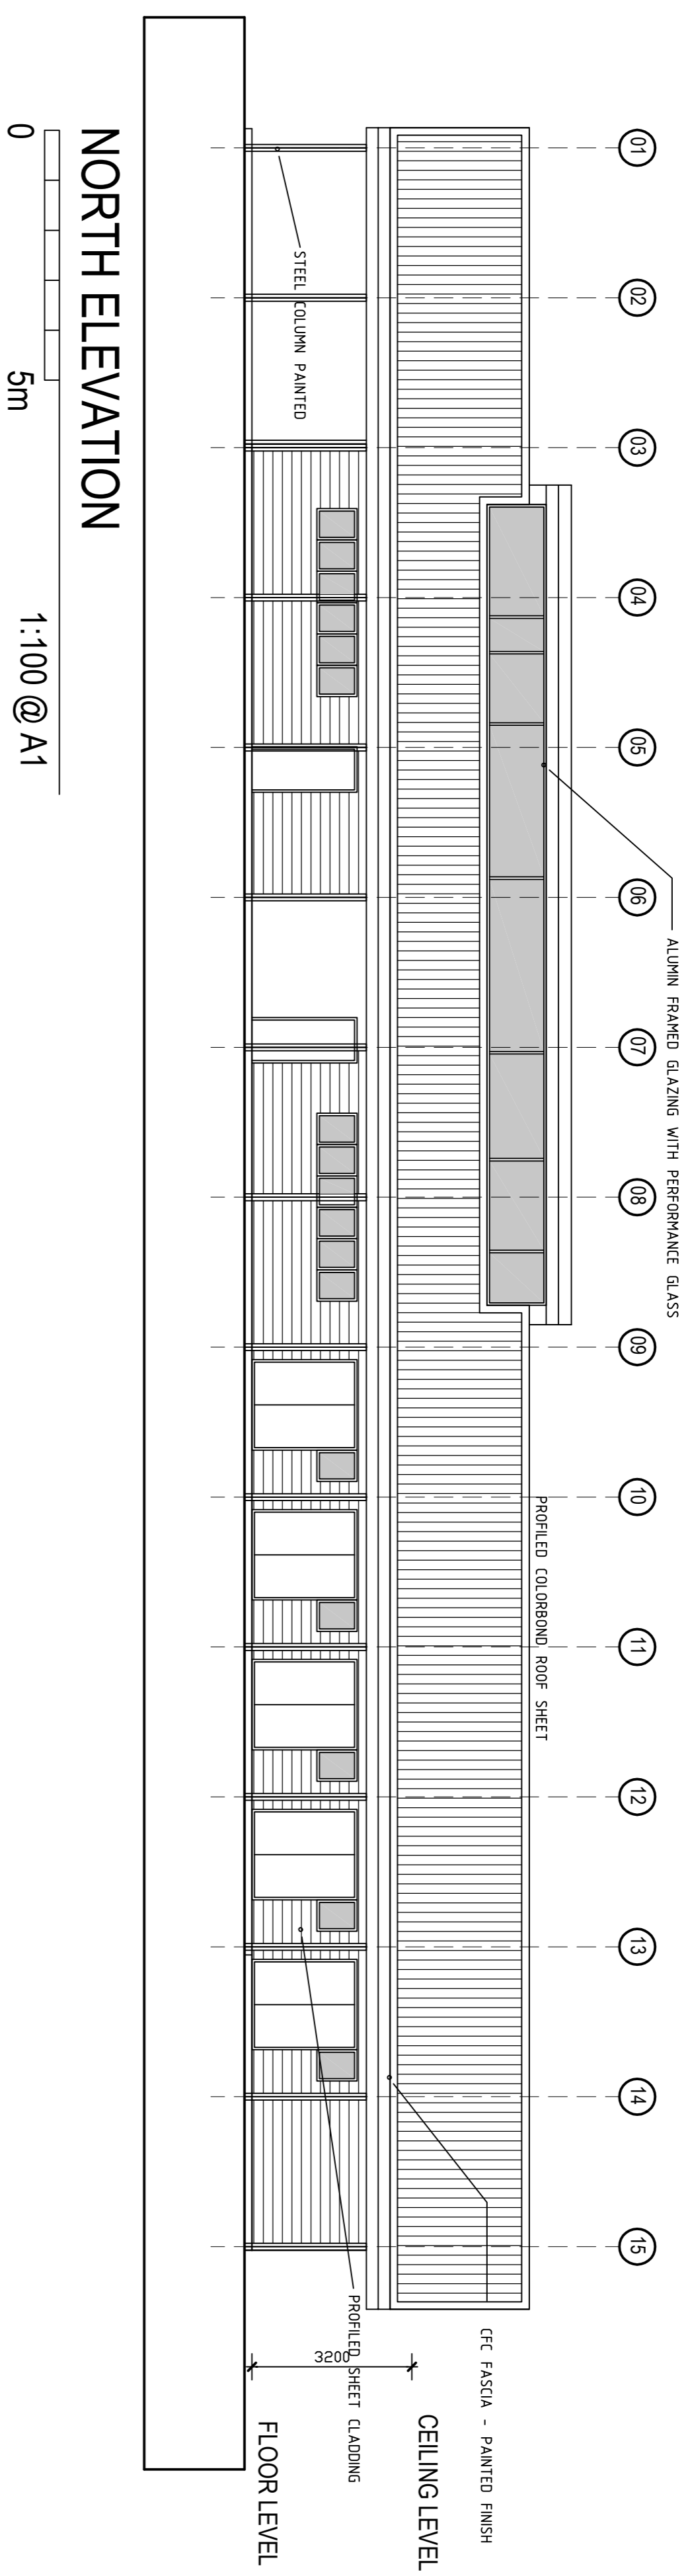 01
02
03
04
05
06
07
08
09
10
11
12
13
14
15
ALUMIN FRAMED GLAZING WITH PERFORMANCE GLASS
PROFILED COLORBOND ROOF SHEET
CFC FASCIA - PAINTED FINISH
CEILING LEVEL
3200
PROFILED SHEET CLADDING
STEEL COLUMN PAINTED
FLOOR LEVEL
NORTH ELEVATION
1:100 @ A1
0
5m